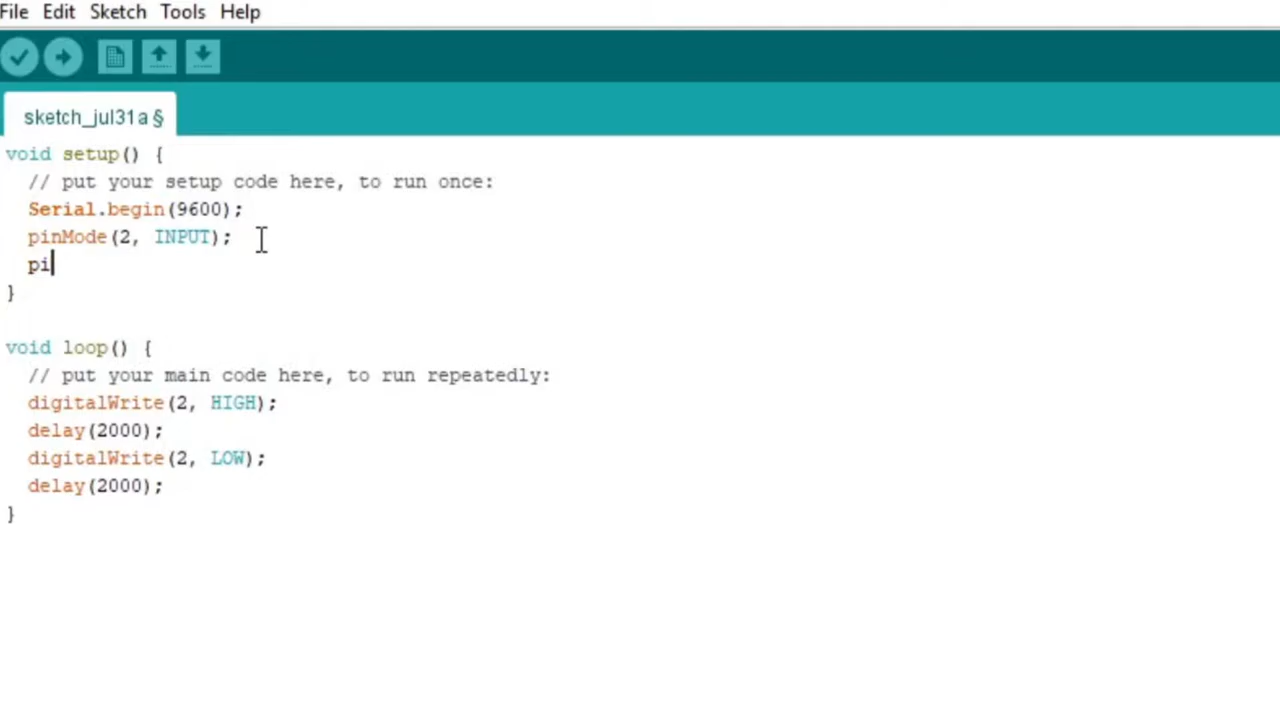 File Edit Sketch Tools Help
sketch_jul31a §
void setup() {
  // put your setup code here, to run once:
  Serial.begin(9600);
  pinMode(2, INPUT);
  pi
}

void loop() {
  // put your main code here, to run repeatedly:
  digitalWrite(2, HIGH);
  delay(2000);
  digitalWrite(2, LOW);
  delay(2000);
}